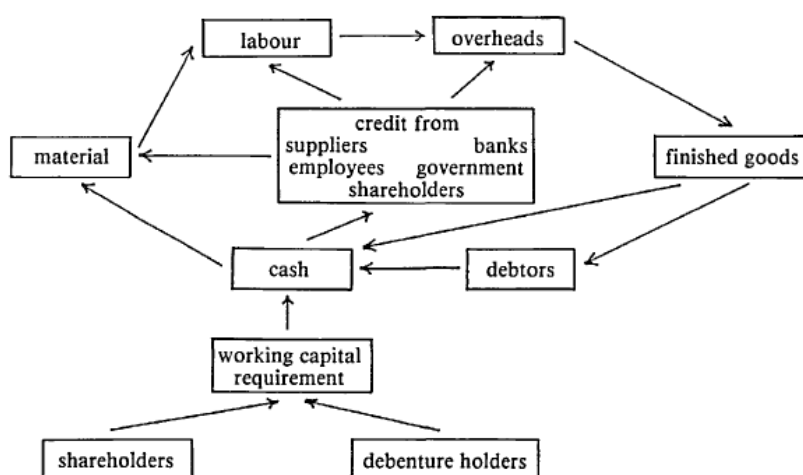 labour
overheads
credit from
suppliers banks
employees government
shareholders
material
finished goods
cash
debtors
working capital
requirement
shareholders
debenture holders